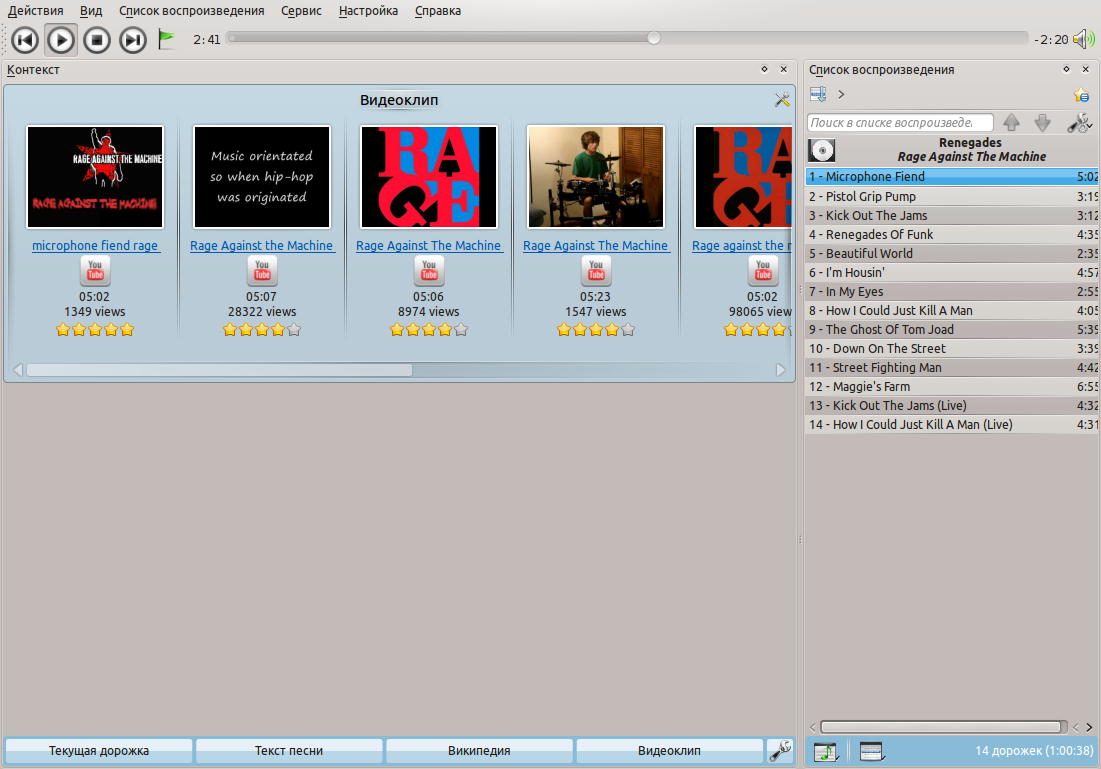 Действия Вид Список воспроизведения Сервис Настройка Справка
2:41 -2:20
Контекст
Видеоклип
RAGE AGAINST THE MACHINE
RAGE AGAINST THE MACHINE
microphone fiend rage
You Tube
05:02
1349 views
Music orientated
so when hip-hop
was originated
Rage Against the Machine
You Tube
05:07
28322 views
RA
GE
Rage Against The Machine
You Tube
05:06
8974 views
Rage Against The Machine
You Tube
05:23
1547 views
RA
GE
Rage against the
You Tube
05:02
98065 view
Текущая дорожка Текст песни Википедия Видеоклип
Список воспроизведения
Поиск в списке воспроизведе.
Renegades
Rage Against The Machine
1 - Microphone Fiend 5:02
2 - Pistol Grip Pump 3:19
3 - Kick Out The Jams 3:12
4 - Renegades Of Funk 4:35
5 - Beautiful World 2:35
6 - I'm Housin' 4:57
7 - In My Eyes 2:55
8 - How I Could Just Kill A Man 4:05
9 - The Ghost Of Tom Joad 5:39
10 - Down On The Street 3:39
11 - Street Fighting Man 4:42
12 - Maggie's Farm 6:55
13 - Kick Out The Jams (Live) 4:32
14 - How I Could Just Kill A Man (Live) 4:31
14 дорожек (1:00:38)